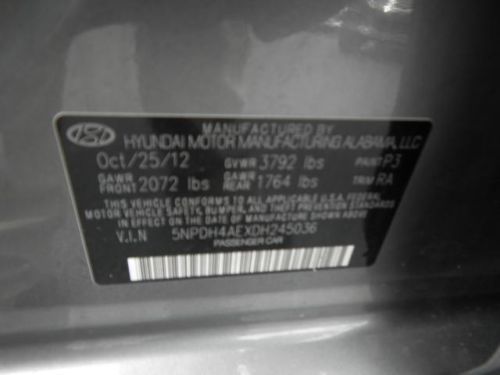 MANUFACTURED BY
HYUNDAI MOTOR MANUFACTURING ALABAMA, LLC
Oct/25/12 GVWR 3792 lbs PAINT P3
GAWR FRONT 2072 lbs GAWR REAR 1764 lbs TRIM RA
THIS VEHICLE CONFORMS TO ALL APPLICABLE U.S.A. FEDERAL
MOTOR VEHICLE SAFETY, BUMPER, AND THEFT PREVENTION STANDARDS
IN EFFECT ON THE DATE OF MANUFACTURE SHOWN ABOVE.
V.I.N 5NPDH4AEXDH245036
PASSENGER CAR